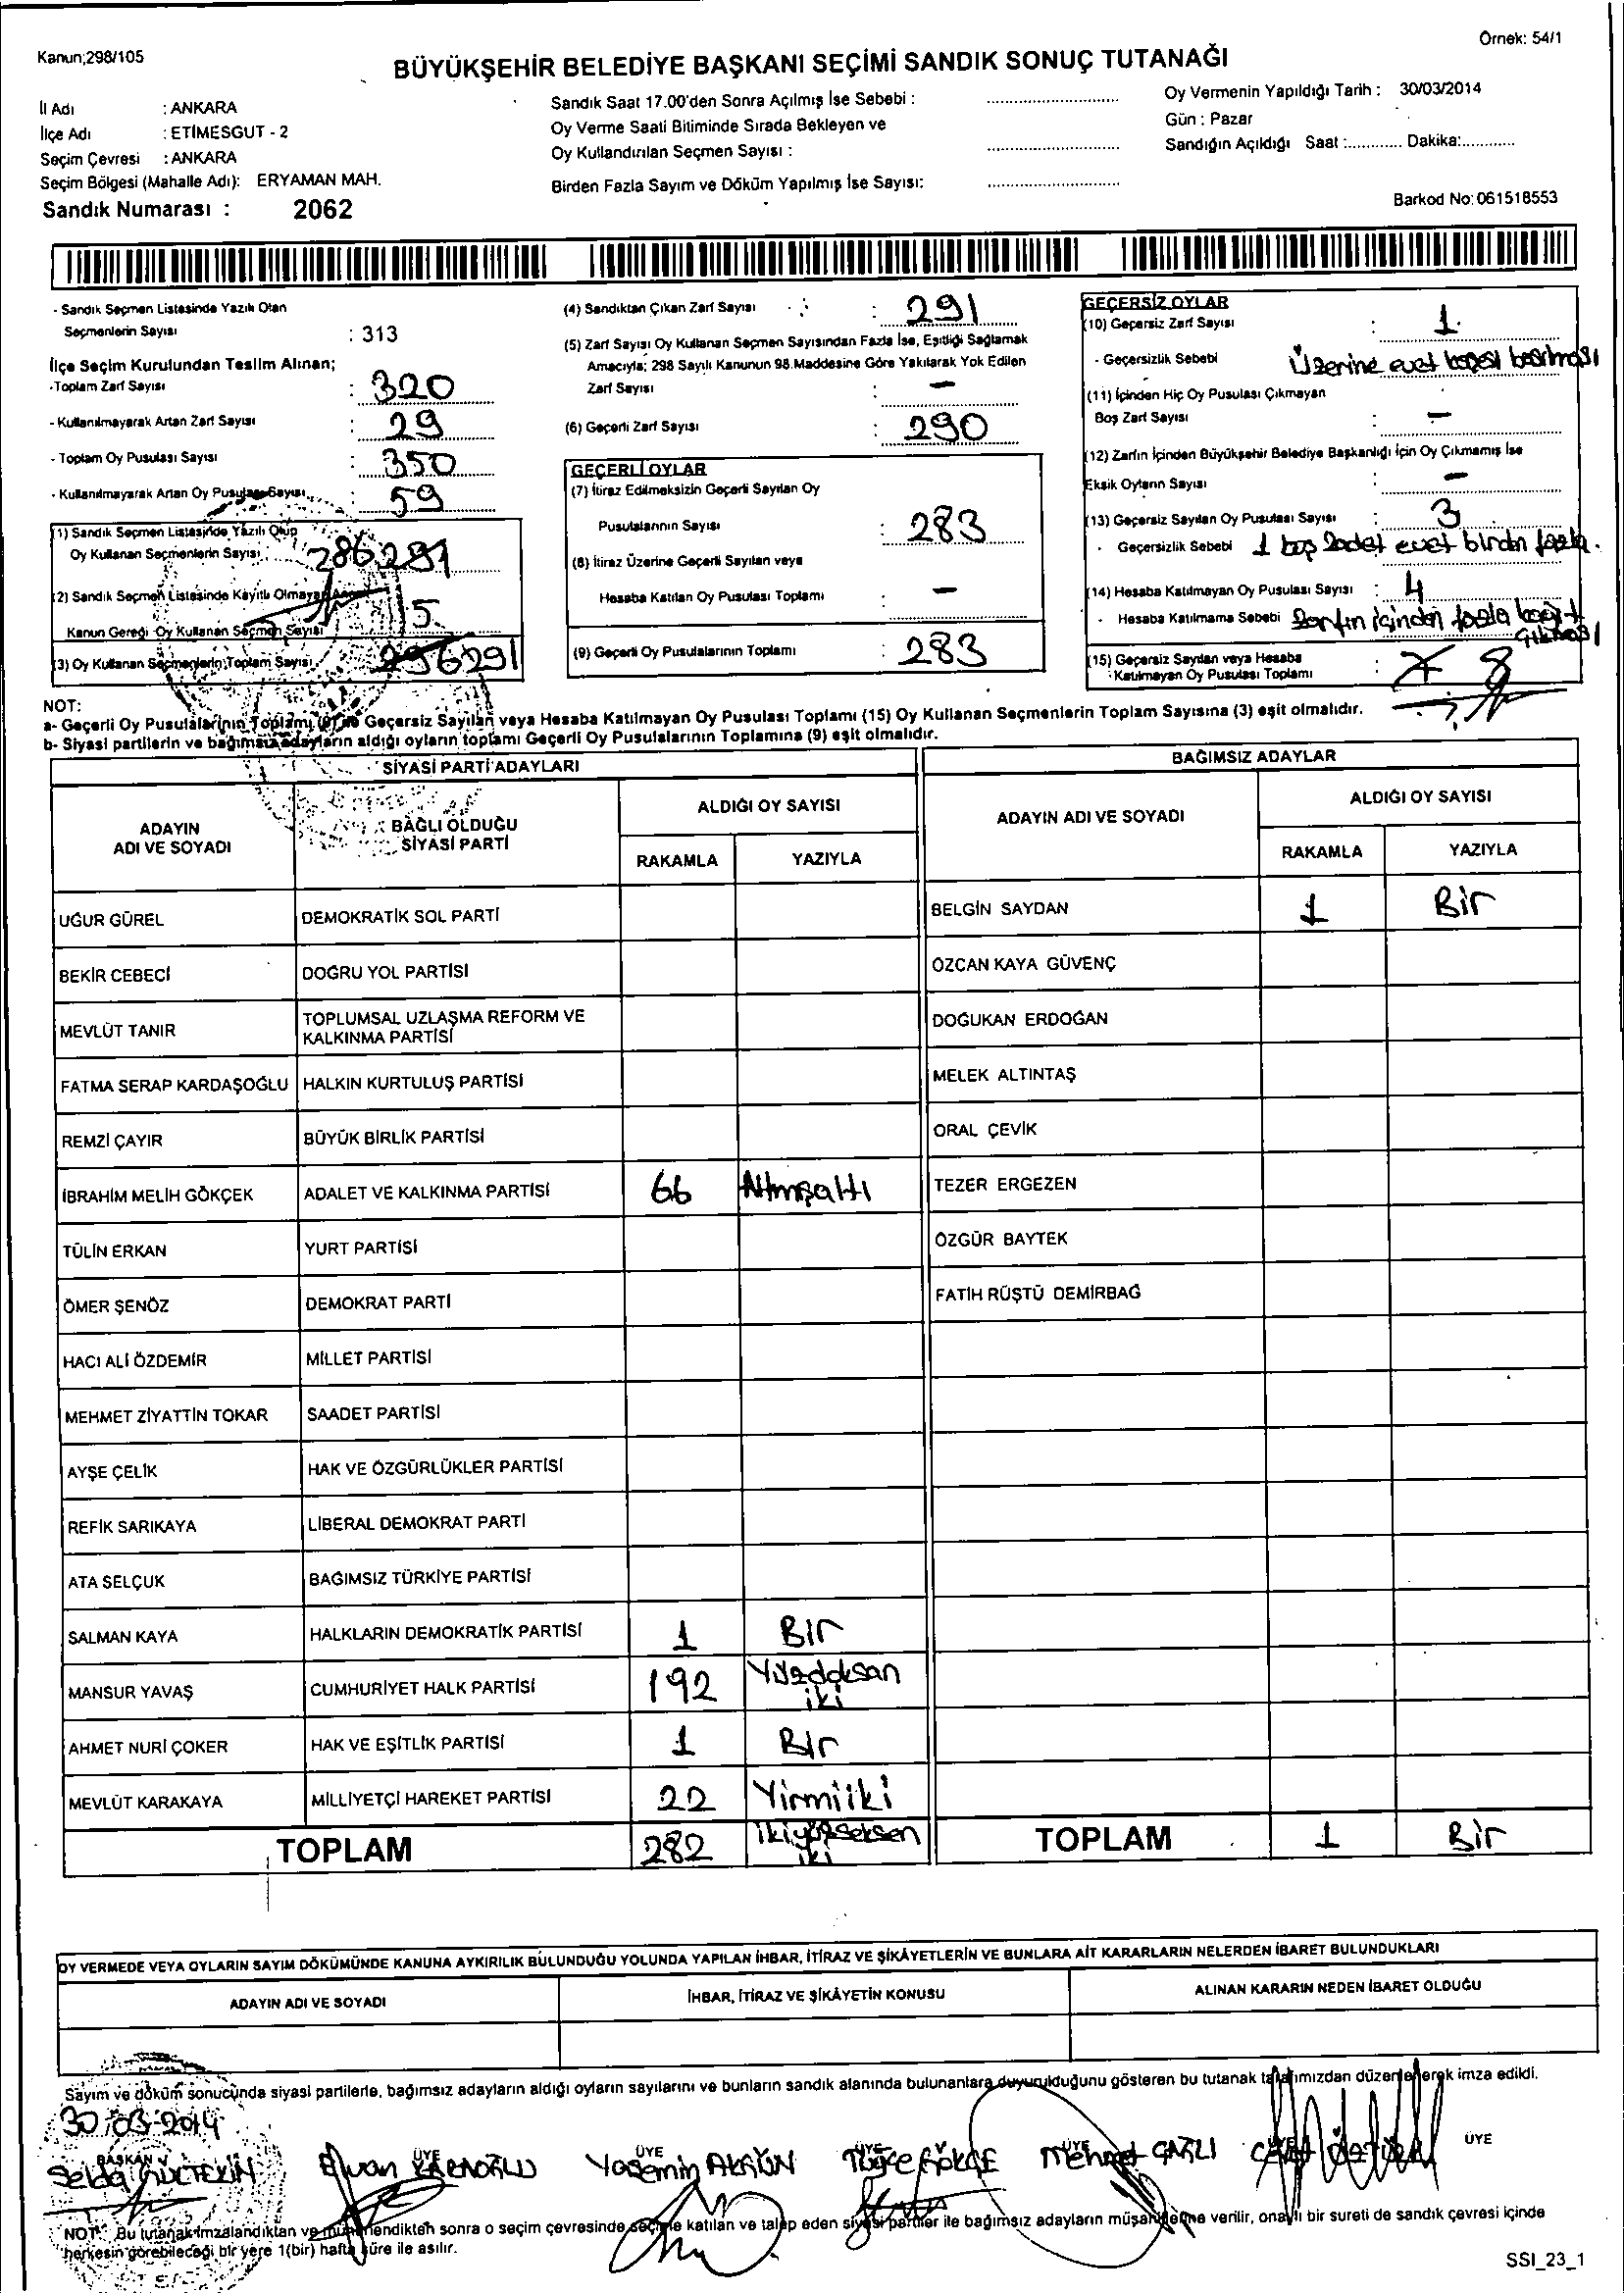 Kanun;298/105
Örnek: 54/1
BÜYÜKŞEHİR BELEDİYE BAŞKANI SEÇİMİ SANDIK SONUÇ TUTANAĞI
İl Adı : ANKARA
İlçe Adı : ETİMESGUT - 2
Seçim Çevresi : ANKARA
Seçim Bölgesi (Mahalle Adı): ERYAMAN MAH.
Sandık Numarası : 2062
Sandık Saat 17.00'den Sonra Açılmış İse Sebebi :
Oy Verme Saati Bitiminde Sırada Bekleyen ve
Oy Kullandırılan Seçmen Sayısı :
Birden Fazla Sayım ve Döküm Yapılmış İse Sayısı:
Oy Vermenin Yapıldığı Tarih : 30/03/2014
Gün : Pazar
Sandığın Açıldığı Saat :............ Dakika:............
Barkod No: 061518553
- Sandık Seçmen Listesinde Yazılı Olan
Seçmenlerin Sayısı : 313
İlçe Seçim Kurulundan Teslim Alınan;
-Toplam Zarf Sayısı : 320
- Kullanılmayarak Artan Zarf Sayısı : 29
- Toplam Oy Pusulası Sayısı : 350
- Kullanılmayarak Artan Oy Pusulası Sayısı : 59
(1) Sandık Seçmen Listesinde Yazılı Olup
Oy Kullanan Seçmenlerin Sayısı : 286 291
(2) Sandık Seçmen Listesinde Kayıtlı Olmayan Ancak
Kanun Gereği Oy Kullanan Seçmen Sayısı 5
(3) Oy Kullanan Seçmenlerin Toplam Sayısı 296 291
(4) Sandıktan Çıkan Zarf Sayısı : 291
(5) Zarf Sayısı Oy Kullanan Seçmen Sayısından Fazla İse, Eşitliği Sağlamak
Amacıyla; 298 Sayılı Kanunun 98.Maddesine Göre Yakılarak Yok Edilen
Zarf Sayısı : -
(6) Geçerli Zarf Sayısı : 290
GEÇERLİ OYLAR
(7) İtiraz Edilmeksizin Geçerli Sayılan Oy
Pusulalarının Sayısı : 283
(8) İtiraz Üzerine Geçerli Sayılan veya
Hesaba Katılan Oy Pusulası Toplamı : -
(9) Geçerli Oy Pusulalarının Toplamı : 283
GEÇERSİZ OYLAR
(10) Geçersiz Zarf Sayısı : 1
- Geçersizlik Sebebi Üzerine evet kaşesi basılması
(11) İçinden Hiç Oy Pusulası Çıkmayan
Boş Zarf Sayısı : -
(12) Zarfın İçinden Büyükşehir Belediye Başkanlığı İçin Oy Çıkmamış İse
Eksik Oyların Sayısı : -
(13) Geçersiz Sayılan Oy Pusulası Sayısı : 3
- Geçersizlik Sebebi 1 boş 2 adet evet birden fazla.
(14) Hesaba Katılmayan Oy Pusulası Sayısı : 4
- Hesaba Katılmama Sebebi Zarfın içinden fazla kağıt
çıkması
(15) Geçersiz Sayılan veya Hesaba
Katılmayan Oy Pusulası Toplamı : 7 8
NOT:
a- Geçerli Oy Pusulalarının Toplamı (9) ile Geçersiz Sayılan veya Hesaba Katılmayan Oy Pusulası Toplamı (15) Oy Kullanan Seçmenlerin Toplam Sayısına (3) eşit olmalıdır.
b- Siyasi partilerin ve bağımsız adayların aldığı oyların toplamı Geçerli Oy Pusulalarının Toplamına (9) eşit olmalıdır.
SİYASİ PARTİ ADAYLARI
BAĞIMSIZ ADAYLAR
ADAYIN
ADI VE SOYADI
BAĞLI OLDUĞU
SİYASİ PARTİ
ALDIĞI OY SAYISI
RAKAMLA YAZIYLA
ADAYIN ADI VE SOYADI
ALDIĞI OY SAYISI
RAKAMLA YAZIYLA
UĞUR GÜREL DEMOKRATİK SOL PARTİ
BELGİN SAYDAN 1 Bir
BEKİR CEBECİ DOĞRU YOL PARTİSİ
ÖZCAN KAYA GÜVENÇ
MEVLÜT TANIR TOPLUMSAL UZLAŞMA REFORM VE
KALKINMA PARTİSİ
DOĞUKAN ERDOĞAN
FATMA SERAP KARDAŞOĞLU HALKIN KURTULUŞ PARTİSİ
MELEK ALTINTAŞ
REMZİ ÇAYIR BÜYÜK BİRLİK PARTİSİ
ORAL ÇEVİK
İBRAHİM MELİH GÖKÇEK ADALET VE KALKINMA PARTİSİ 66 Altmışaltı
TEZER ERGEZEN
TÜLİN ERKAN YURT PARTİSİ
ÖZGÜR BAYTEK
ÖMER ŞENÖZ DEMOKRAT PARTİ
FATİH RÜŞTÜ DEMİRBAĞ
HACI ALİ ÖZDEMİR MİLLET PARTİSİ
MEHMET ZİYATTİN TOKAR SAADET PARTİSİ
AYŞE ÇELİK HAK VE ÖZGÜRLÜKLER PARTİSİ
REFİK SARIKAYA LİBERAL DEMOKRAT PARTİ
ATA SELÇUK BAĞIMSIZ TÜRKİYE PARTİSİ
SALMAN KAYA HALKLARIN DEMOKRATİK PARTİSİ 1 Bir
MANSUR YAVAŞ CUMHURİYET HALK PARTİSİ 192 Yüzdoksan
iki
AHMET NURİ ÇOKER HAK VE EŞİTLİK PARTİSİ 1 Bir
MEVLÜT KARAKAYA MİLLİYETÇİ HAREKET PARTİSİ 22 Yirmiiki
TOPLAM 282 ikiyüzseksen
iki
TOPLAM 1 Bir
OY VERMEDE VEYA OYLARIN SAYIM DÖKÜMÜNDE KANUNA AYKIRILIK BULUNDUĞU YOLUNDA YAPILAN İHBAR, İTİRAZ VE ŞİKÂYETLERİN VE BUNLARA AİT KARARLARIN NELERDEN İBARET BULUNDUKLARI
ADAYIN ADI VE SOYADI İHBAR, İTİRAZ VE ŞİKÂYETİN KONUSU ALINAN KARARIN NEDEN İBARET OLDUĞU
Sayım ve döküm sonucunda siyasi partilerle, bağımsız adayların aldığı oyların sayılarını ve bunların sandık alanında bulunanlara duyurulduğunu gösteren bu tutanak tarafımızdan düzenlenerek imza edildi.
30.03.2014
BAŞKAN ÜYE ÜYE ÜYE ÜYE ÜYE ÜYE
Selda GÜLTEKİN Yasemin AKGÜN Tuğçe GÖKÇE Mehmet
NOT: Bu tutanak imzalandıktan ve mühürlendikten sonra o seçim çevresinde seçime katılan ve talep eden siyasi partiler ile bağımsız adayların müşahitlerine verilir, onaylı bir sureti de sandık çevresi içinde
herkesin görebileceği bir yere 1(bir) hafta süre ile asılır.
SSI_23_1